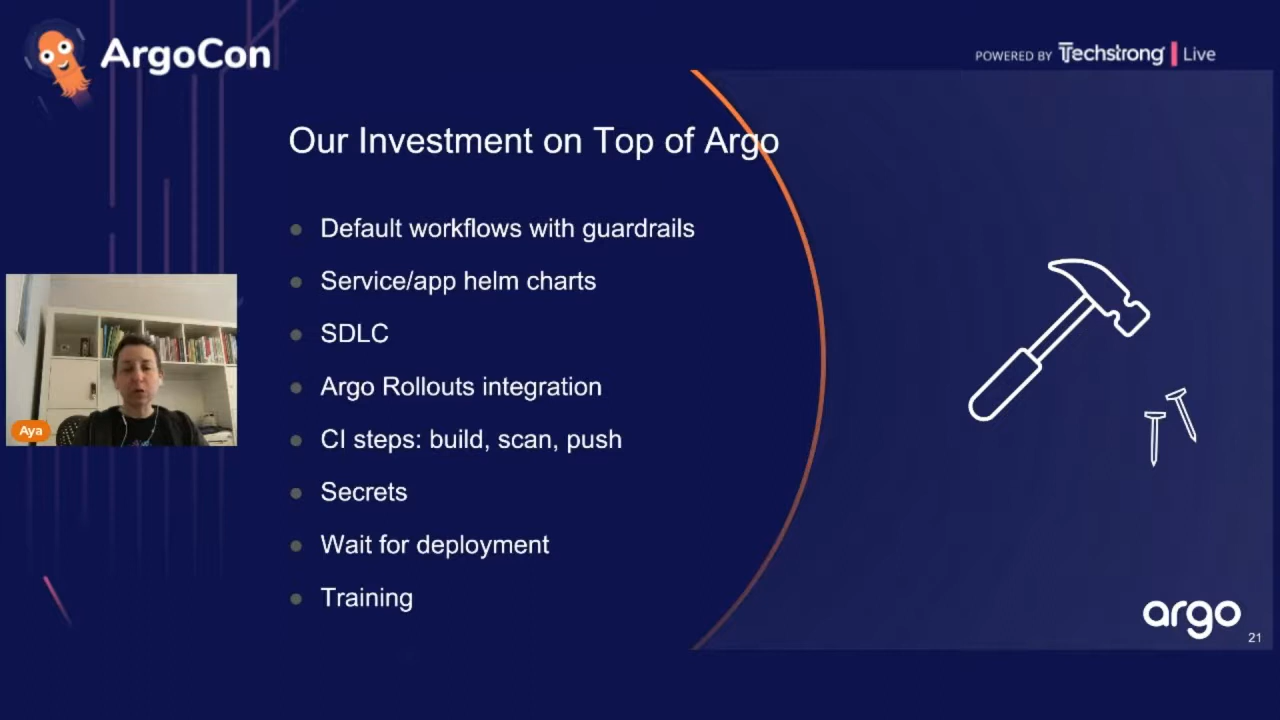 ArgoCon
POWERED BY Techstrong | Live
Our Investment on Top of Argo
Default workflows with guardrails
Service/app helm charts
SDLC
Argo Rollouts integration
CI steps: build, scan, push
Secrets
Wait for deployment
Training
Aya
argo
21